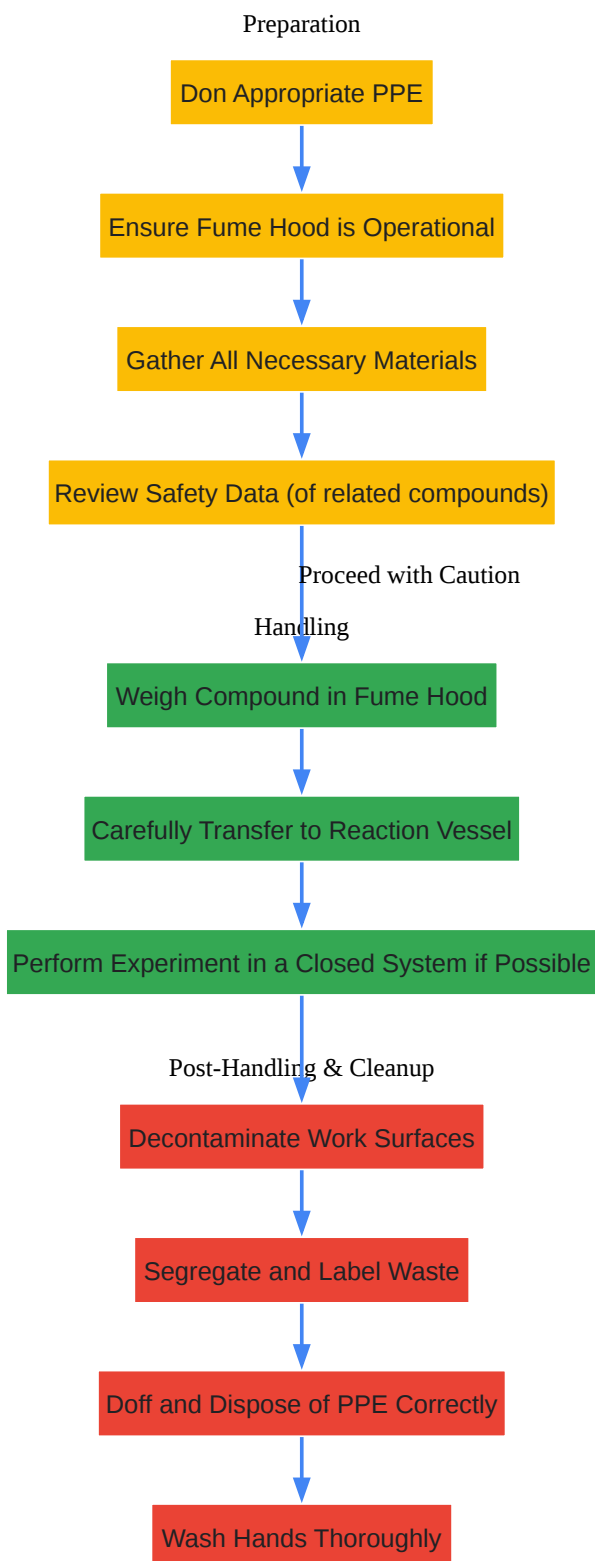 Preparation
Don Appropriate PPE
Ensure Fume Hood is Operational
Gather All Necessary Materials
Review Safety Data (of related compounds)
Proceed with Caution
Handling
Weigh Compound in Fume Hood
Carefully Transfer to Reaction Vessel
Perform Experiment in a Closed System if Possible
Post-Handling & Cleanup
Decontaminate Work Surfaces
Segregate and Label Waste
Doff and Dispose of PPE Correctly
Wash Hands Thoroughly